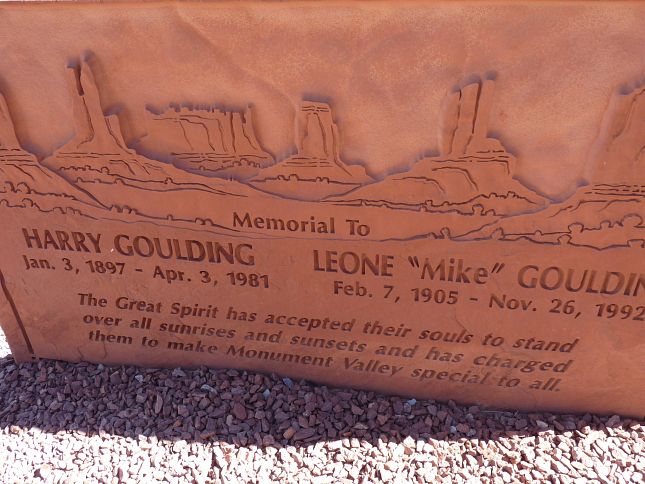 Memorial To
HARRY GOULDING
Jan. 3, 1897 - Apr. 3, 1981
LEONE "Mike" GOULDIN
Feb. 7, 1905 - Nov. 26, 1992
The Great Spirit has accepted their souls to stand
over all sunrises and sunsets and has charged
them to make Monument Valley special to all.